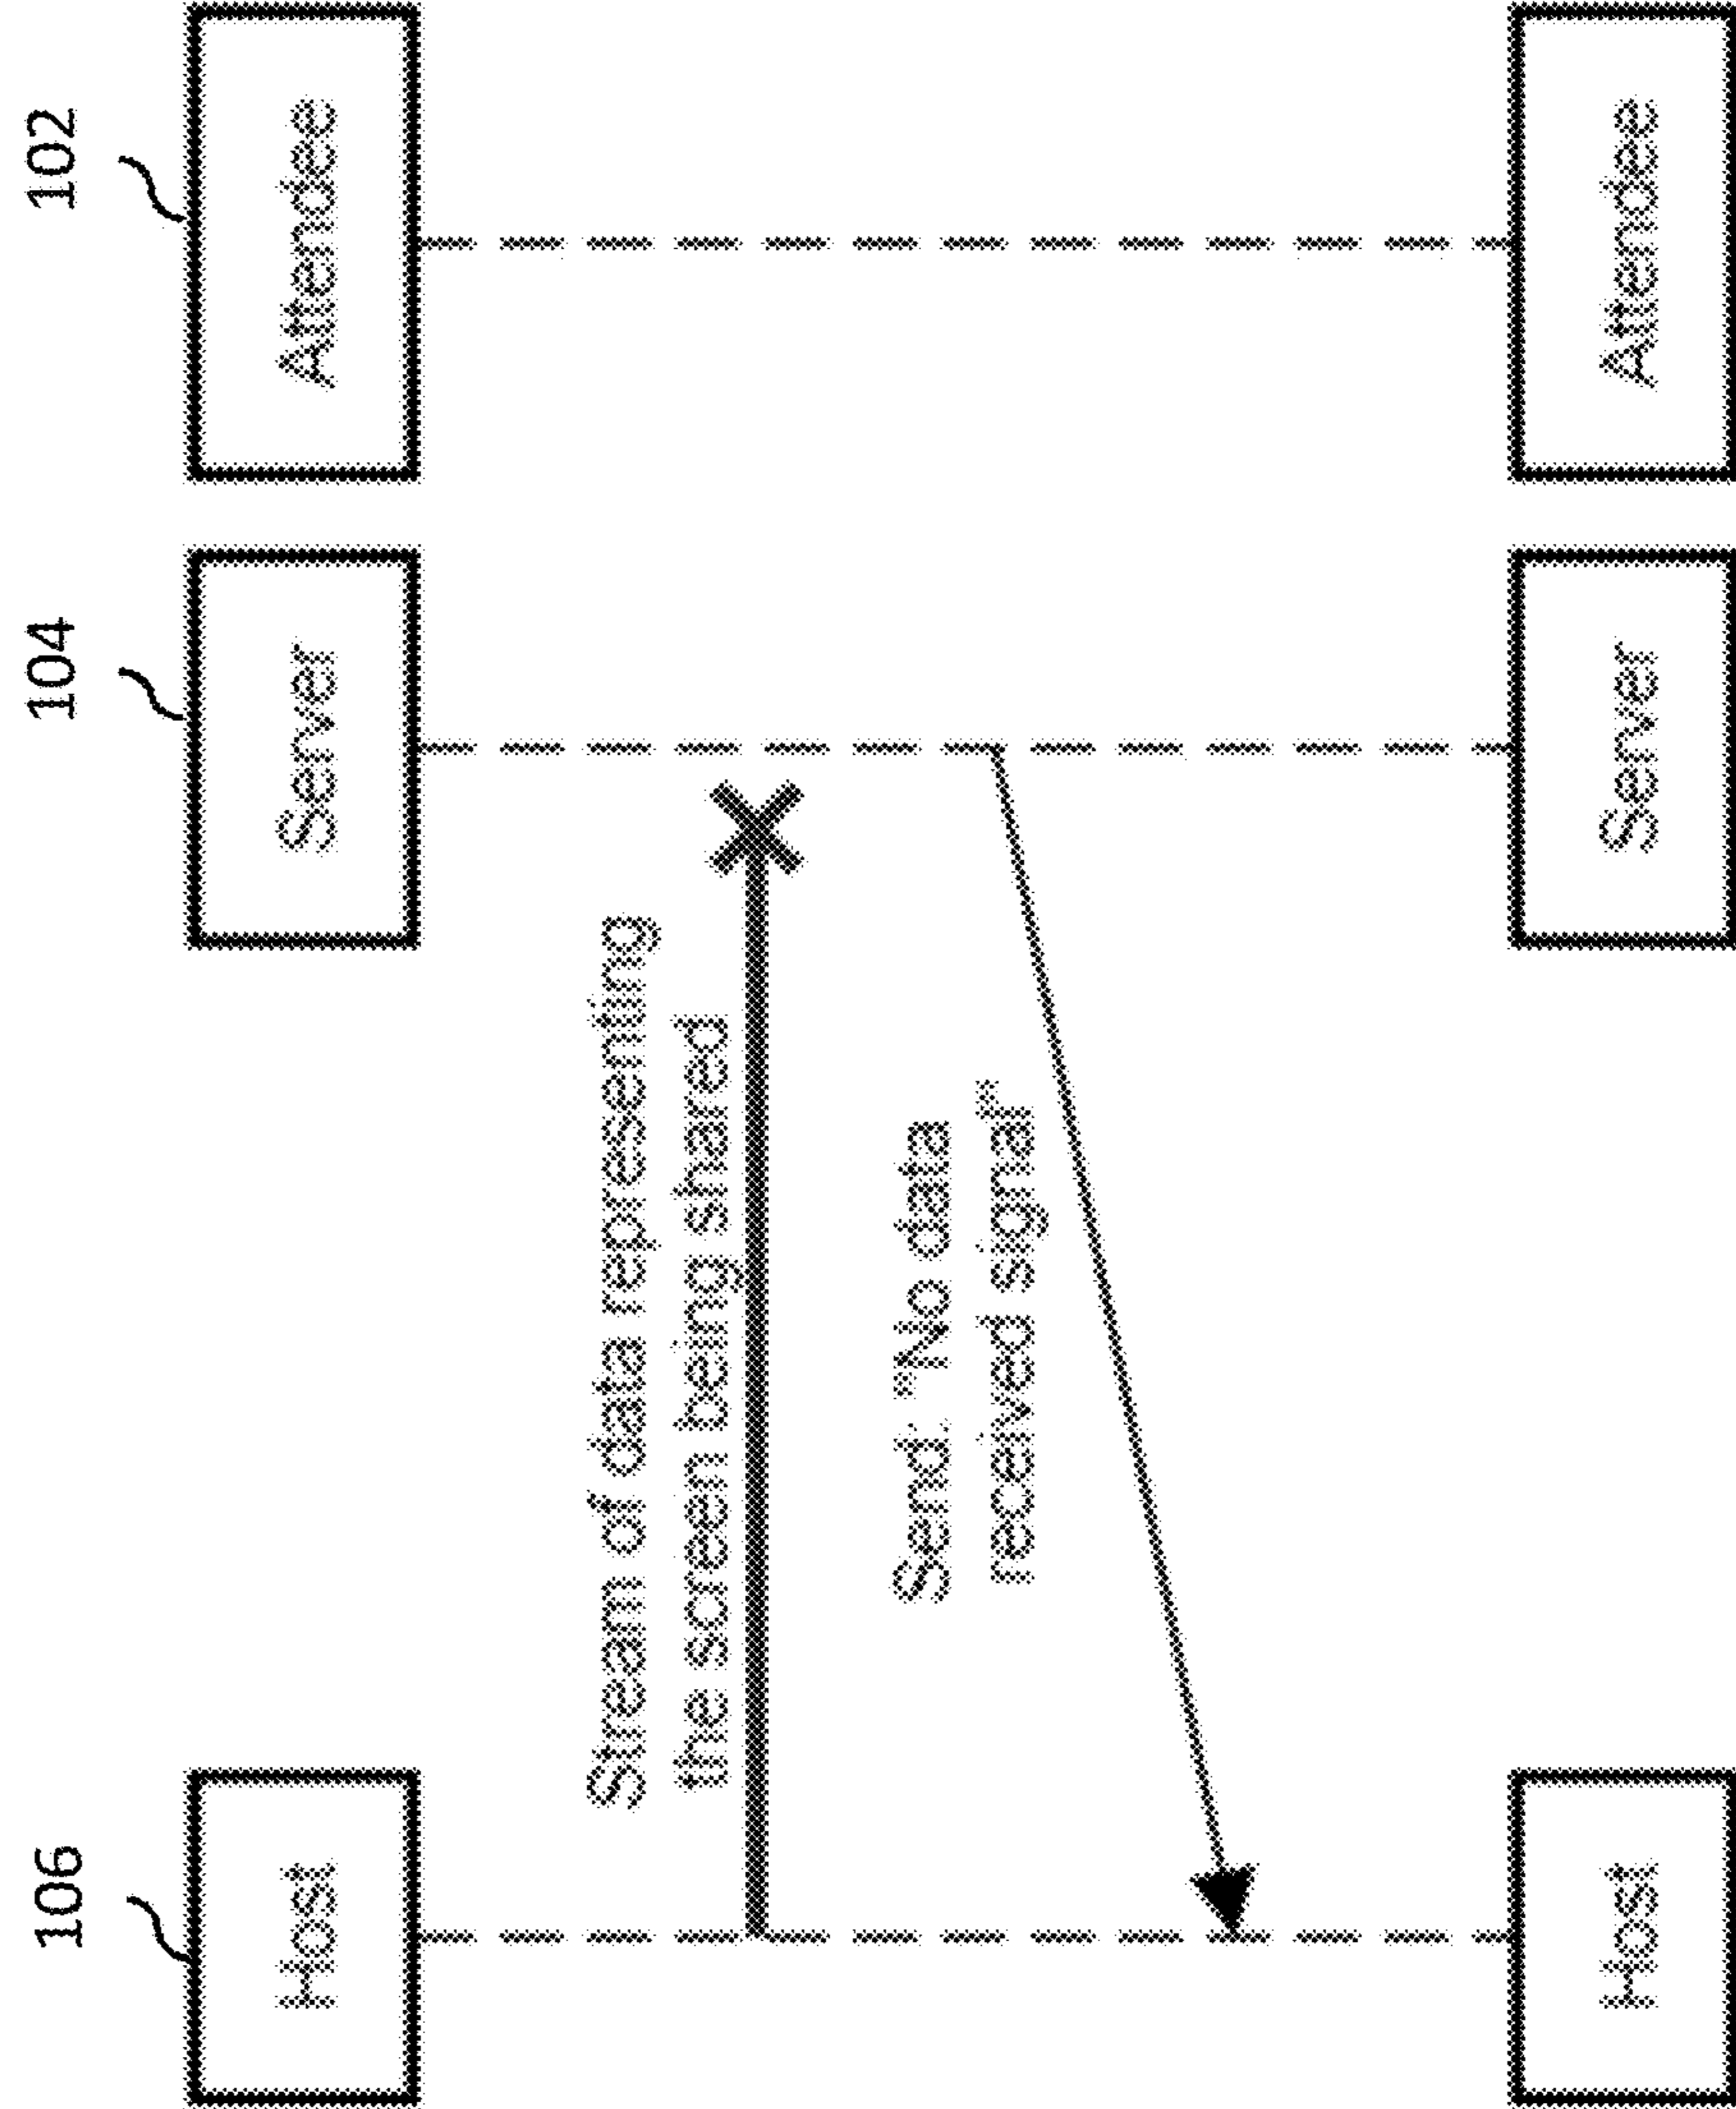 106
104
102
Host
Server
Attendee
Stream of data representing
the screen being shared
Send "No data
received signal"
Host
Server
Attendee